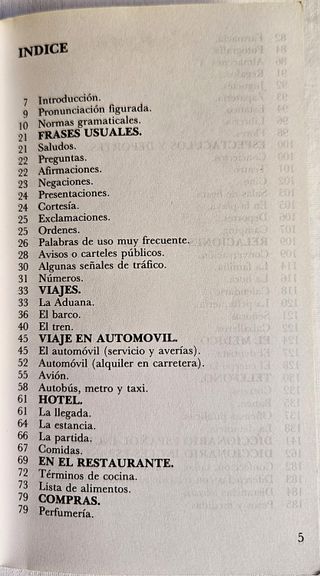 INDICE
7 Introducción.
9 Pronunciación figurada.
10 Normas gramaticales.
21 FRASES USUALES.
21 Saludos.
22 Preguntas.
22 Afirmaciones.
23 Negaciones.
24 Presentaciones.
24 Cortesía.
25 Exclamaciones.
25 Ordenes.
26 Palabras de uso muy frecuente.
28 Avisos o carteles públicos.
30 Algunas señales de tráfico.
31 Números.
33 VIAJES.
33 La Aduana.
36 El barco.
40 El tren.
45 VIAJE EN AUTOMOVIL.
45 El automóvil (servicio y averías).
52 Automóvil (alquiler en carretera).
55 Avión.
58 Autobús, metro y taxi.
61 HOTEL.
61 La llegada.
64 La estancia.
66 La partida.
67 Comidas.
69 EN EL RESTAURANTE.
72 Términos de cocina.
73 Lista de alimentos.
79 COMPRAS.
79 Perfumería.
5